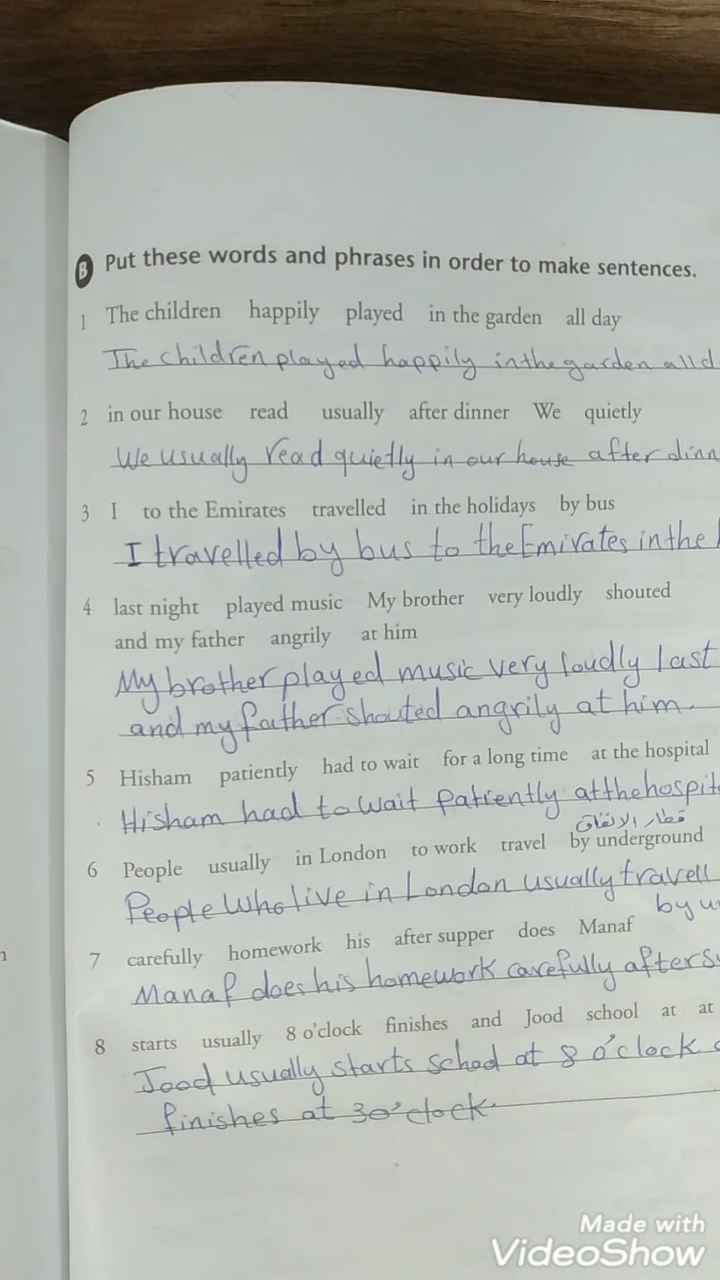 B Put these words and phrases in order to make sentences.
1 The children happily played in the garden all day
The children played happily in the garden all d
2 in our house read usually after dinner We quietly
We usually read quietly in our house after dinn
3 I to the Emirates travelled in the holidays by bus
I travelled by bus to the Emirates in the
4 last night played music My brother very loudly shouted
and my father angrily at him
My brother played music very loudly last
and my father shouted angrily at him.
5 Hisham patiently had to wait for a long time at the hospital
Hisham had to wait patiently at the hospit
قطار الانفاق
6 People usually in London to work travel by underground
People who live in London usually travell
by u
7 carefully homework his after supper does Manaf
Manaf does his homework carefully after s
8 starts usually 8 o'clock finishes and Jood school at at
Jood usually starts school at 8 o'clock
finishes at 3 o'clock.
Made with
VideoShow